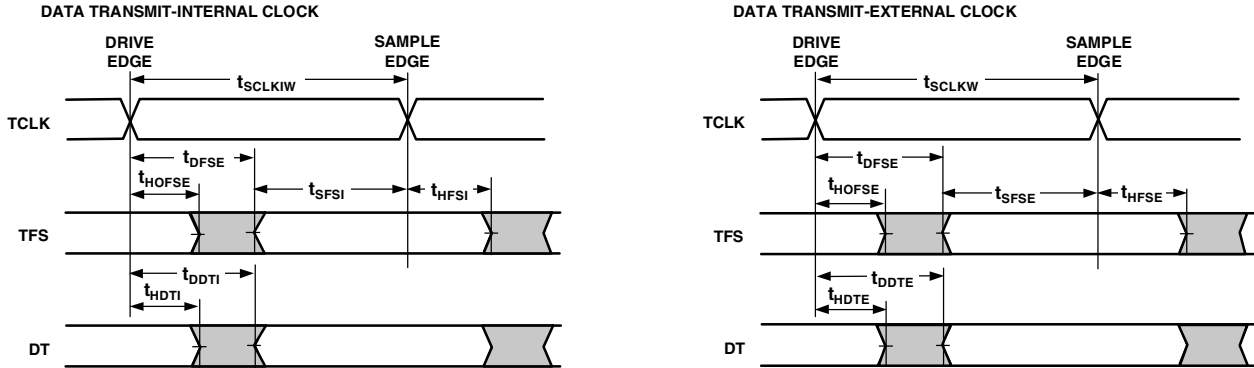 DATA TRANSMIT-INTERNAL CLOCK
DRIVE
EDGE
SAMPLE
EDGE
tSCLKIW
TCLK
tDFSE
tHOFSE
tSFSI
tHFSI
TFS
tDDTI
tHDTI
DT
DATA TRANSMIT-EXTERNAL CLOCK
DRIVE
EDGE
SAMPLE
EDGE
tSCLKW
TCLK
tDFSE
tHOFSE
tSFSE
tHFSE
TFS
tDDTE
tHDTE
DT